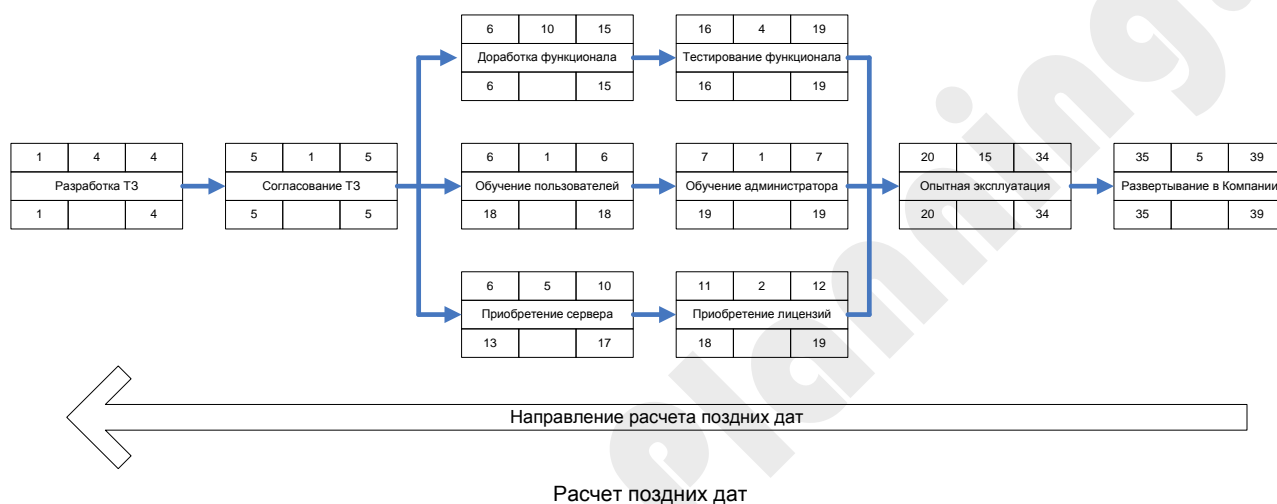 6 10 15
Доработка функционала
6 15
16 4 19
Тестирование функционала
16 19
1 4 4
Разработка ТЗ
1 4
5 1 5
Согласование ТЗ
5 5
6 1 6
Обучение пользователей
18 18
7 1 7
Обучение администратора
19 19
20 15 34
Опытная эксплуатация
20 34
35 5 39
Развертывание в Компании
35 39
6 5 10
Приобретение сервера
13 17
11 2 12
Приобретение лицензий
18 19
Направление расчета поздних дат
Расчет поздних дат
planning